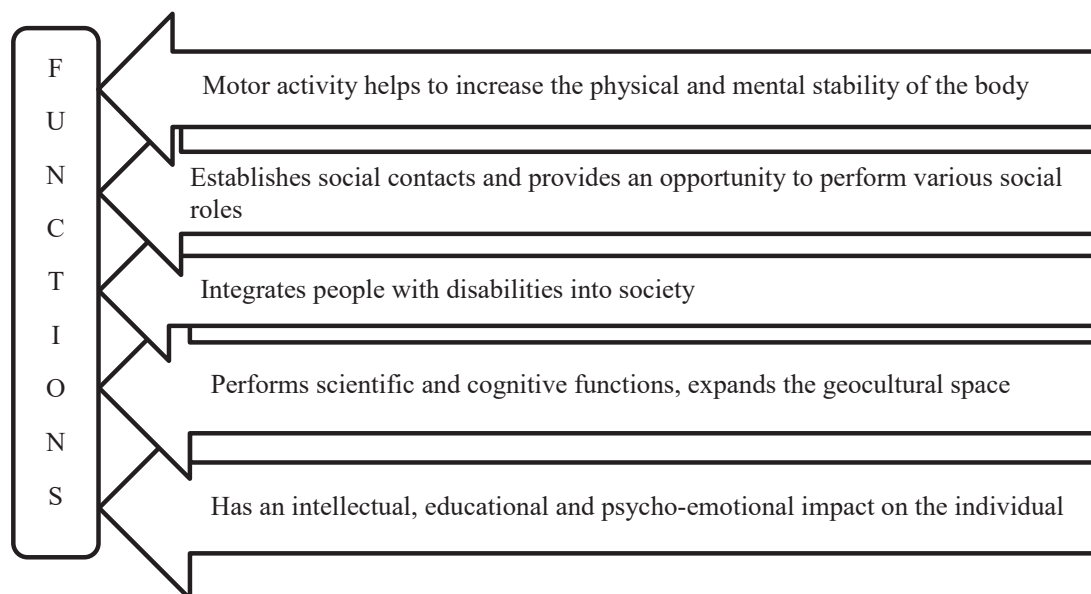 F
U
N
C
T
I
O
N
S
Motor activity helps to increase the physical and mental stability of the body
Establishes social contacts and provides an opportunity to perform various social
roles
Integrates people with disabilities into society
Performs scientific and cognitive functions, expands the geocultural space
Has an intellectual, educational and psycho-emotional impact on the individual